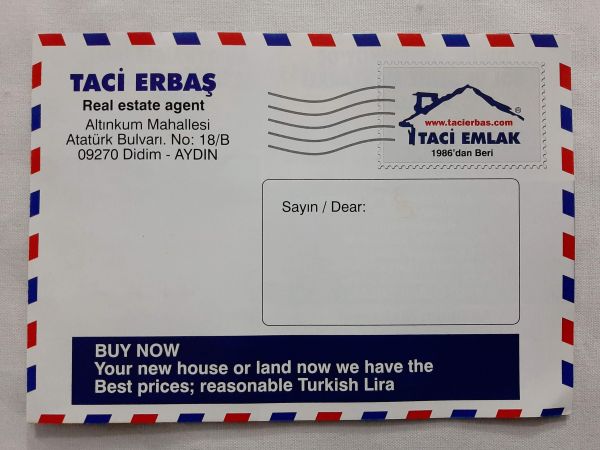 TACİ ERBAŞ
Real estate agent
Altınkum Mahallesi
Atatürk Bulvarı. No: 18/B
09270 Didim - AYDIN
®
www.tacierbas.com
TACİ EMLAK
1986'dan Beri
Sayın / Dear:
BUY NOW
Your new house or land now we have the
Best prices; reasonable Turkish Lira